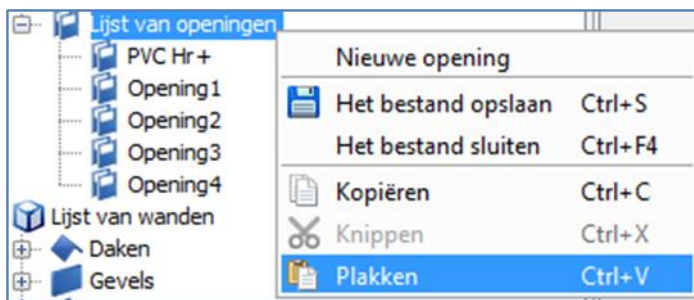 Lijst van openingen
PVC Hr+
Opening1
Opening2
Opening3
Opening4
Lijst van wanden
Daken
Gevels
Nieuwe opening
Het bestand opslaan Ctrl+S
Het bestand sluiten Ctrl+F4
Kopiëren Ctrl+C
Knippen Ctrl+X
Plakken Ctrl+V